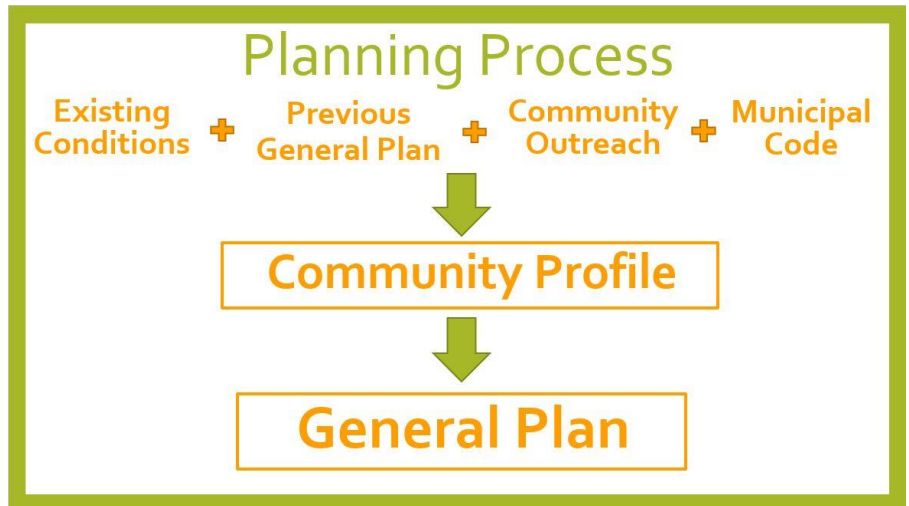 Planning Process
Existing
Conditions
Previous
General Plan
Community
Outreach
Municipal
Code
Community Profile
General Plan